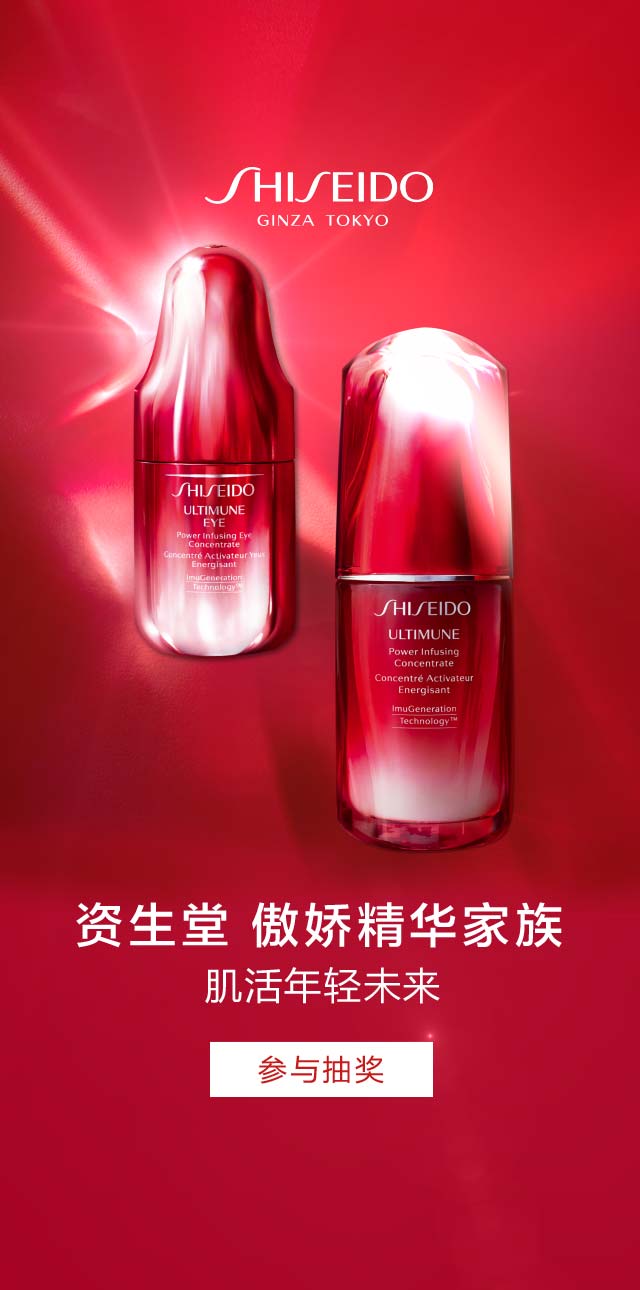 SHISEIDO
GINZA TOKYO
SHISEIDO
ULTIMUNE
EYE
Power Infusing Eye
Concentrate
Concentré Activateur Yeux
Energisant
ImuGeneration
Technology™
SHISEIDO
ULTIMUNE
Power Infusing
Concentrate
Concentré Activateur
Energisant
ImuGeneration
Technology™
资生堂 傲娇精华家族
肌活年轻未来
参与抽奖